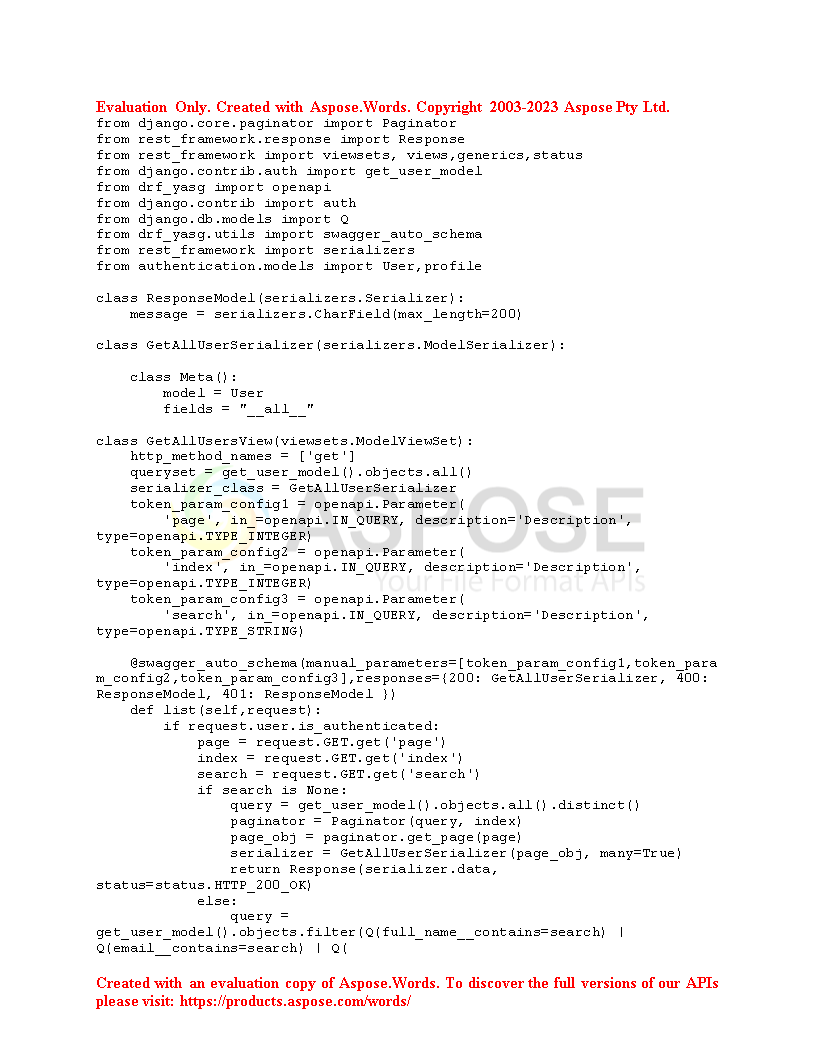 Evaluation Only. Created with Aspose.Words. Copyright 2003-2023 Aspose Pty Ltd.
from django.core.paginator import Paginator
from rest_framework.response import Response
from rest_framework import viewsets, views,generics,status
from django.contrib.auth import get_user_model
from drf_yasg import openapi
from django.contrib import auth
from django.db.models import Q
from drf_yasg.utils import swagger_auto_schema
from rest_framework import serializers
from authentication.models import User,profile

class ResponseModel(serializers.Serializer):
    message = serializers.CharField(max_length=200)

class GetAllUserSerializer(serializers.ModelSerializer):

    class Meta():
        model = User
        fields = "__all__"

class GetAllUsersView(viewsets.ModelViewSet):
    http_method_names = ['get']
    queryset = get_user_model().objects.all()
    serializer_class = GetAllUserSerializer
    token_param_config1 = openapi.Parameter(
        'page', in_=openapi.IN_QUERY, description='Description',
type=openapi.TYPE_INTEGER)
    token_param_config2 = openapi.Parameter(
        'index', in_=openapi.IN_QUERY, description='Description',
type=openapi.TYPE_INTEGER)
    token_param_config3 = openapi.Parameter(
        'search', in_=openapi.IN_QUERY, description='Description',
type=openapi.TYPE_STRING)
ASPOSE
Your File Format APIs

    @swagger_auto_schema(manual_parameters=[token_param_config1,token_para
m_config2,token_param_config3],responses={200: GetAllUserSerializer, 400:
ResponseModel, 401: ResponseModel })
    def list(self,request):
        if request.user.is_authenticated:
            page = request.GET.get('page')
            index = request.GET.get('index')
            search = request.GET.get('search')
            if search is None:
                query = get_user_model().objects.all().distinct()
                paginator = Paginator(query, index)
                page_obj = paginator.get_page(page)
                serializer = GetAllUserSerializer(page_obj, many=True)
                return Response(serializer.data,
status=status.HTTP_200_OK)
            else:
                query =
get_user_model().objects.filter(Q(full_name__contains=search) |
Q(email__contains=search) | Q(

Created with an evaluation copy of Aspose.Words. To discover the full versions of our APIs
please visit: https://products.aspose.com/words/